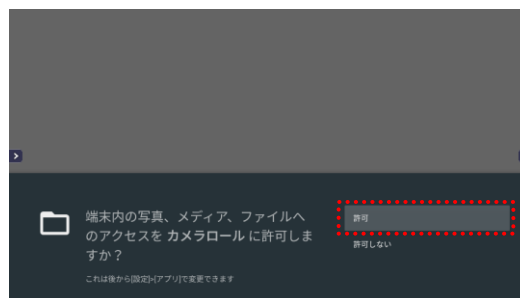 端末内の写真、メディア、ファイルへ
のアクセスを カメラロール に許可しま
すか？
これは後から[設定]>[アプリ]で変更できます
許可
許可しない